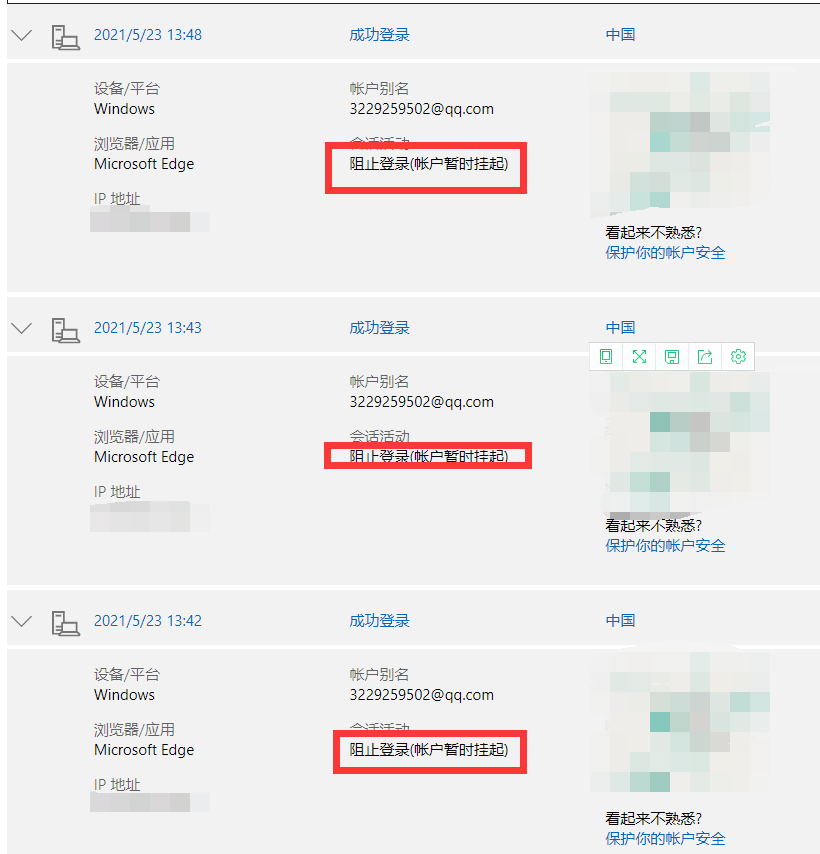 2021/5/23 13:48 成功登录 中国
设备/平台 帐户别名
Windows 3229259502@qq.com
浏览器/应用 会话活动
Microsoft Edge 阻止登录(帐户暂时挂起)
IP 地址
看起来不熟悉?
保护你的帐户安全
2021/5/23 13:43 成功登录 中国
设备/平台 帐户别名
Windows 3229259502@qq.com
浏览器/应用 会话活动
Microsoft Edge 阻止登录(帐户暂时挂起)
IP 地址
看起来不熟悉?
保护你的帐户安全
2021/5/23 13:42 成功登录 中国
设备/平台 帐户别名
Windows 3229259502@qq.com
浏览器/应用 会话活动
Microsoft Edge 阻止登录(帐户暂时挂起)
IP 地址
看起来不熟悉?
保护你的帐户安全